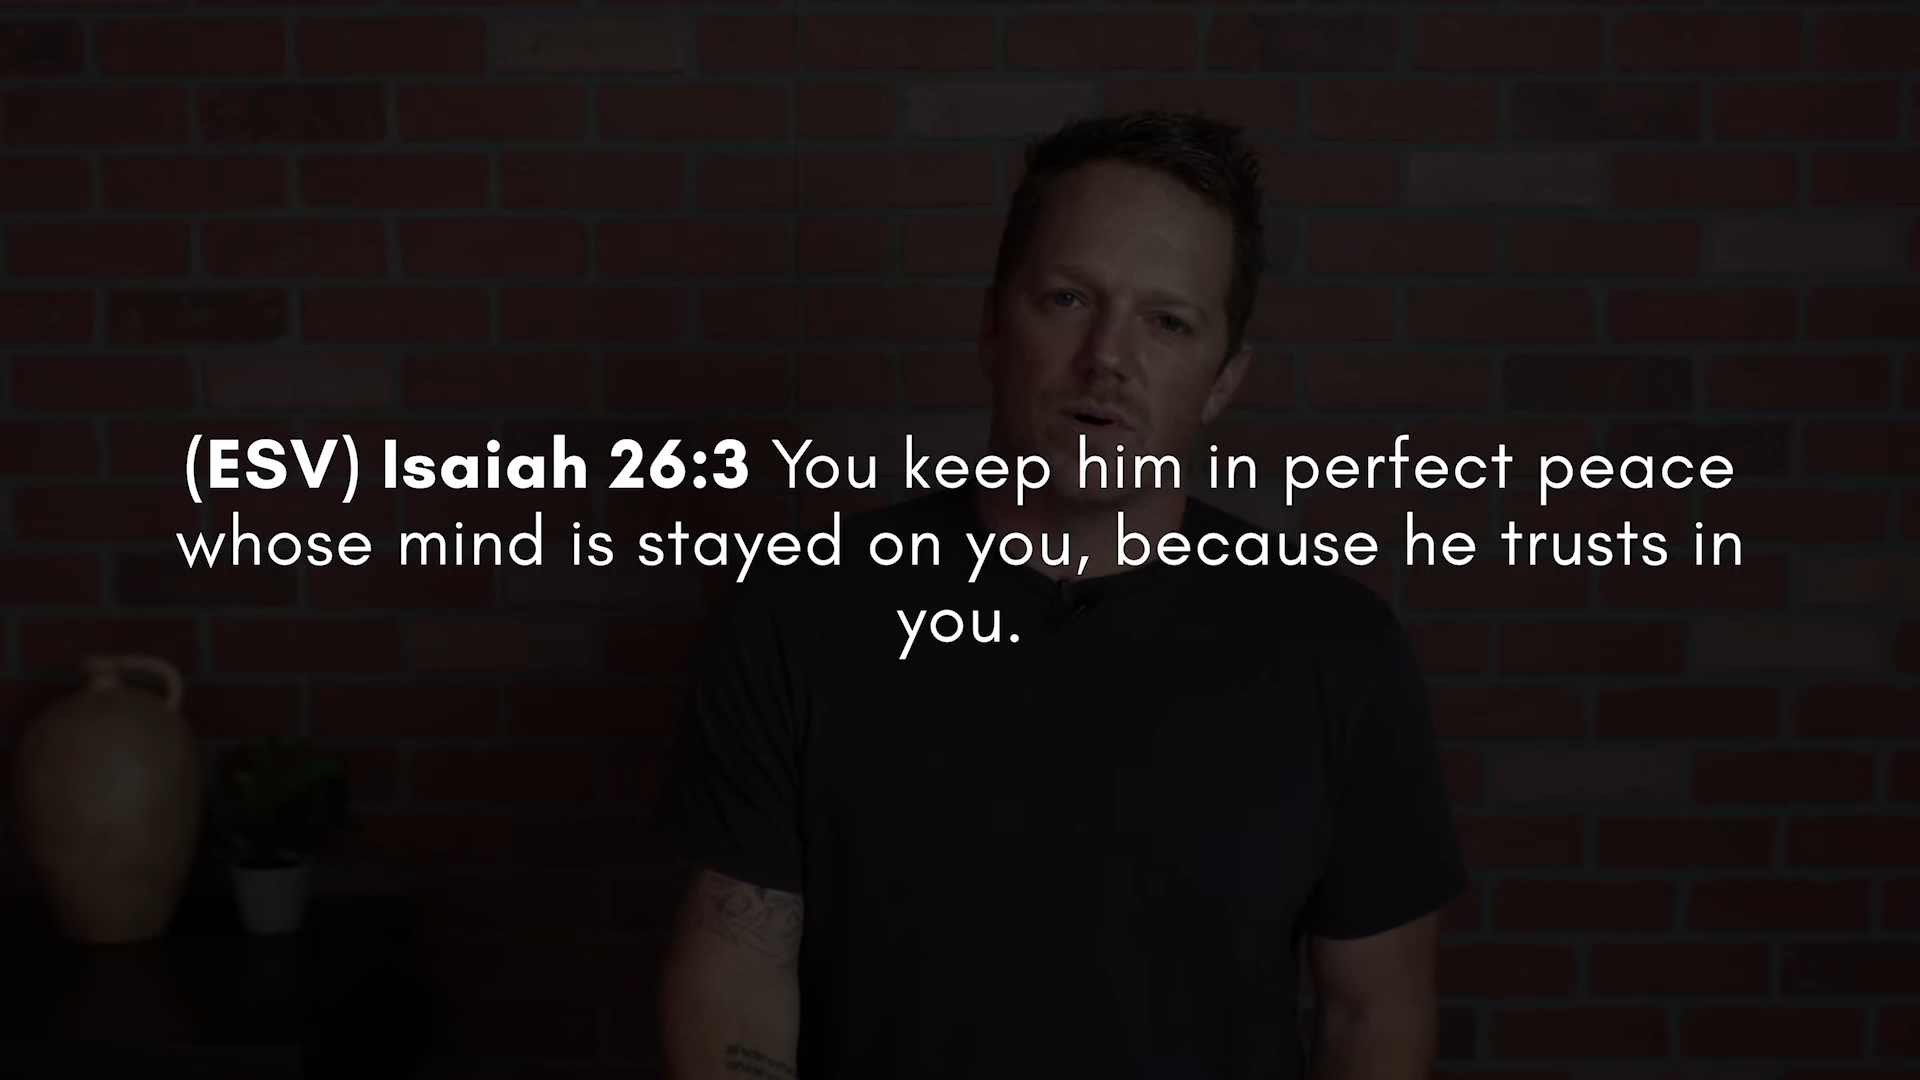 (ESV) Isaiah 26:3 You keep him in perfect peace
whose mind is stayed on you, because he trusts in
you.